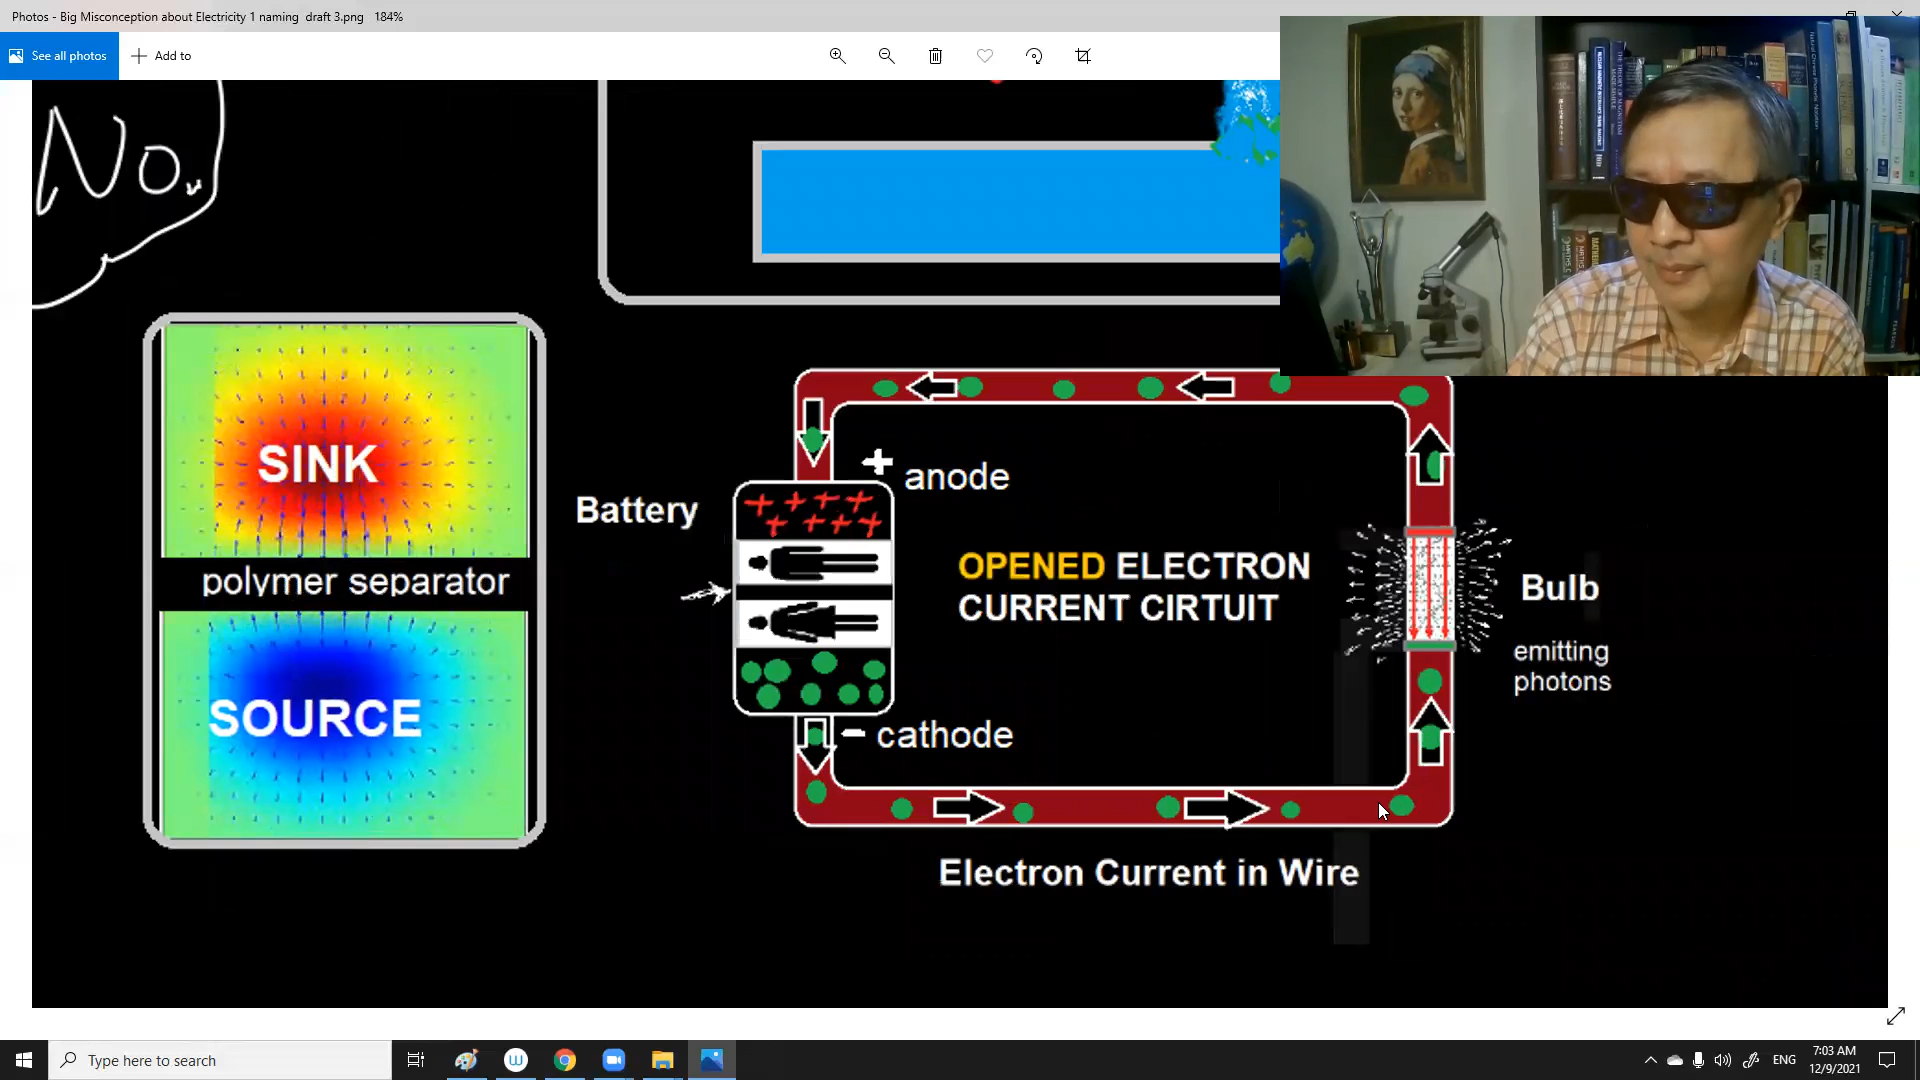 Photos - Big Misconception about Electricity 1 naming draft 3.png 184%
See all photos
Add to
No.
SINK
polymer separator
SOURCE
Battery
+ anode
OPENED ELECTRON
CURRENT CIRTUIT
Bulb
emitting
photons
- cathode
Electron Current in Wire
Type here to search
ENG
7:03 AM
12/9/2021